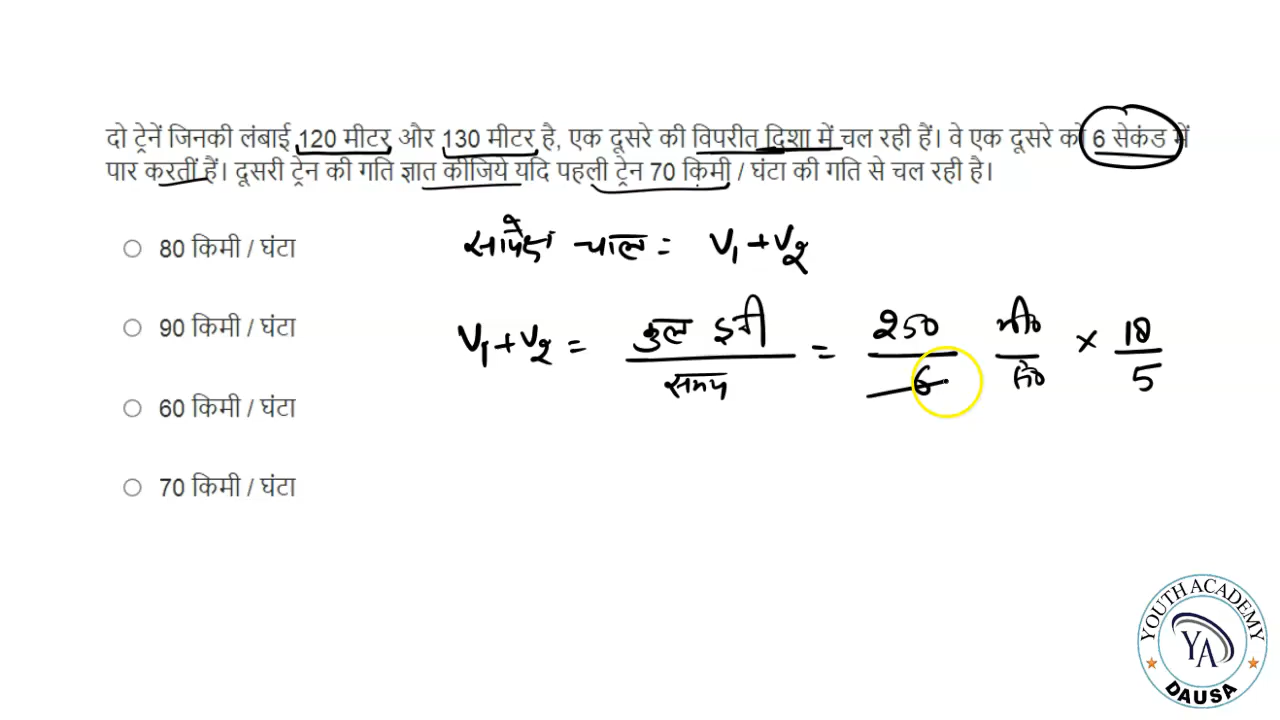 दो ट्रेनें जिनकी लंबाई 120 मीटर और 130 मीटर है, एक दूसरे की विपरीत दिशा में चल रही हैं। वे एक दूसरे को 6 सेकंड में
पार करतीं हैं। दूसरी ट्रेन की गति ज्ञात कीजिये यदि पहली ट्रेन 70 किमी / घंटा की गति से चल रही है।
80 किमी / घंटा
सापेक्ष चाल = V₁ + V₂
90 किमी / घंटा
V₁ + V₂ = कुल दूरी / समय = 250 / 6 मी० / से० × 18 / 5
60 किमी / घंटा
70 किमी / घंटा
YOUTH ACADEMY
YA
DAUSA